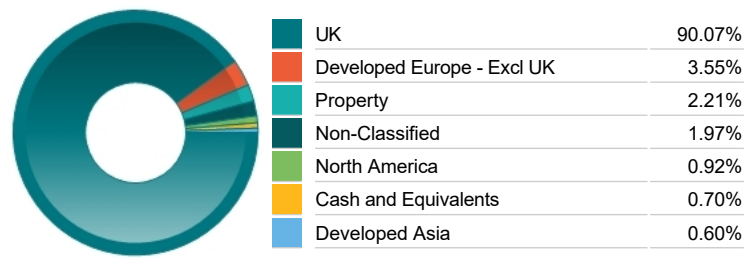 UK 90.07%
Developed Europe - Excl UK 3.55%
Property 2.21%
Non-Classified 1.97%
North America 0.92%
Cash and Equivalents 0.70%
Developed Asia 0.60%